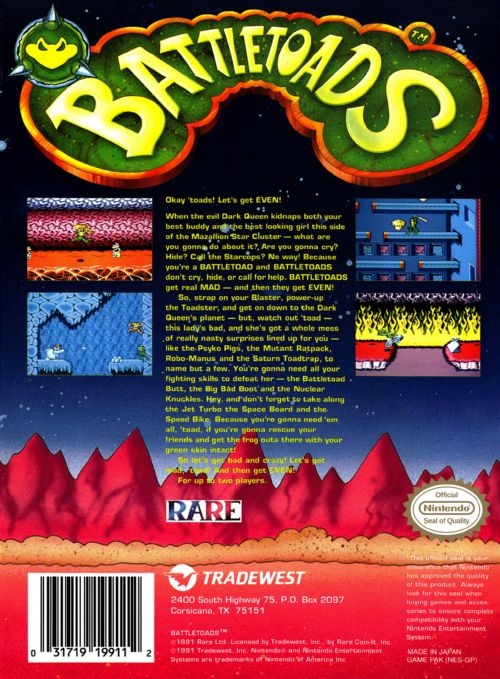 BATTLETOADS™
Okay 'toads! Let's get EVEN!
When the evil Dark Queen kidnaps both your
best buddy and the best looking girl this side
of the Mazallion Star Cluster — what are
you gonna do about it? Are you gonna cry?
Hide? Call the Starcops? No way! Because
you're a BATTLETOAD and BATTLETOADS
don't cry, hide, or call for help. BATTLETOADS
get real MAD — and then they get EVEN!
So, strap on your Blaster, power-up
the Toadster, and get on down to the Dark
Queen's planet — but, watch out 'toad —
this lady's bad, and she's got a whole mess
of really nasty surprises lined up for you —
like the Psyko Pigs, the Mutant Ratpack,
Robo-Manus and the Saturn Toadtrap, to
name but a few. You're gonna need all your
fighting skills to defeat her — the Battletoad
Butt, the Big Bad Boot and the Nuclear
Knuckles. Hey, and don't forget to take along
the Jet Turbo the Space Board and the
Speed Bike. Because you're gonna need 'em
all, 'toad, if you're gonna rescue your
friends and get the frog outa there with your
green skin intact!
So let's get bad and crazy! Let's get
mad, 'toad! And then get EVEN!
For up to two players.
RARE
Official
Nintendo®
Seal of Quality
This official seal is your
assurance that Nintendo
has approved the quality
of this product. Always
look for this seal when
buying games and acces-
sories to ensure complete
compatibility with your
Nintendo Entertainment
System.
TRADEWEST
2400 South Highway 75. P.O. Box 2097
Corsicana, TX 75151
BATTLETOADS™
©1991 Rare Ltd. Licensed by Tradewest, Inc., by Rare Coin-It, Inc.
©1991 Tradewest, Inc. Nintendo® and Nintendo Entertainment
Systems are trademarks of Nintendo of America Inc.
MADE IN JAPAN
GAME PAK (NES-GP)
0 31719 19911 2